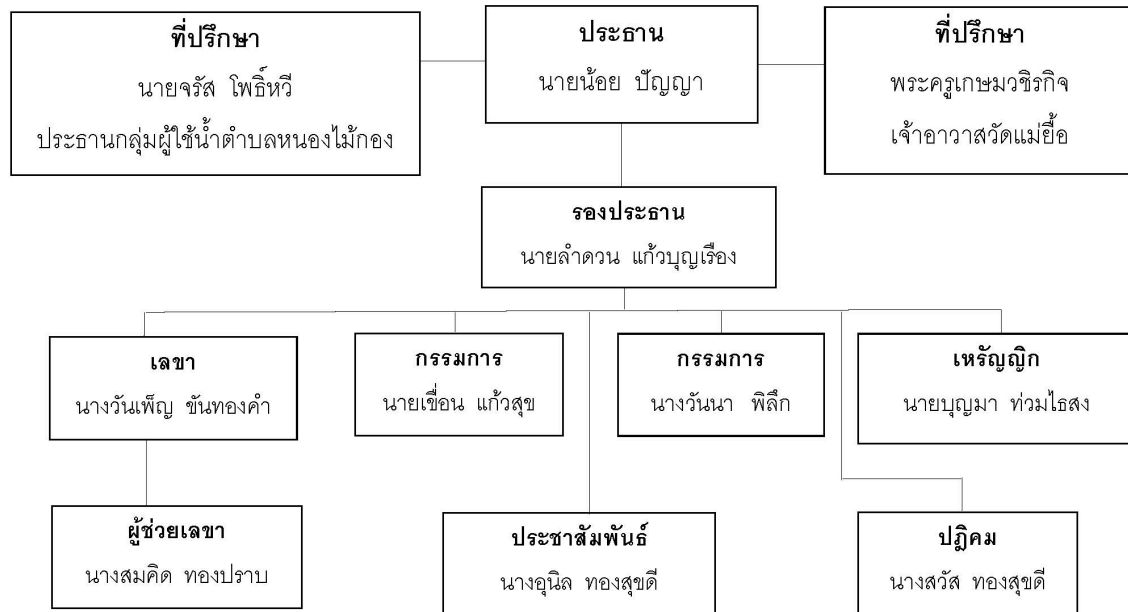 ที่ปรึกษา
นายจรัส โพธิ์หวี
ประธานกลุ่มผู้ใช้น้ำตำบลหนองไม้กอง
ประธาน
นายน้อย ปัญญา
ที่ปรึกษา
พระครูเกษมวชิรกิจ
เจ้าอาวาสวัดแม่ยื้อ
รองประธาน
นายลำดวน แก้วบุญเรือง
เลขา
นางวันเพ็ญ ขันทองคำ
กรรมการ
นายเขื่อน แก้วสุข
กรรมการ
นางวันนา พิลึก
เหรัญญิก
นายบุญมา ท่วมไธสง
ผู้ช่วยเลขา
นางสมคิด ทองปราบ
ประชาสัมพันธ์
นางอุนิล ทองสุขดี
ปฎิคม
นางสวัส ทองสุขดี